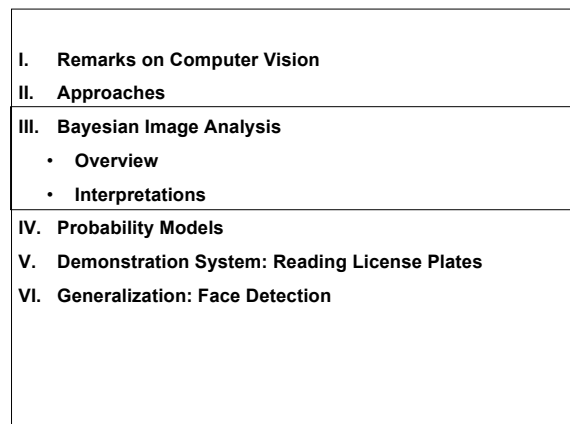 I. Remarks on Computer Vision
II. Approaches
III. Bayesian Image Analysis
• Overview
• Interpretations
IV. Probability Models
V. Demonstration System: Reading License Plates
VI. Generalization: Face Detection